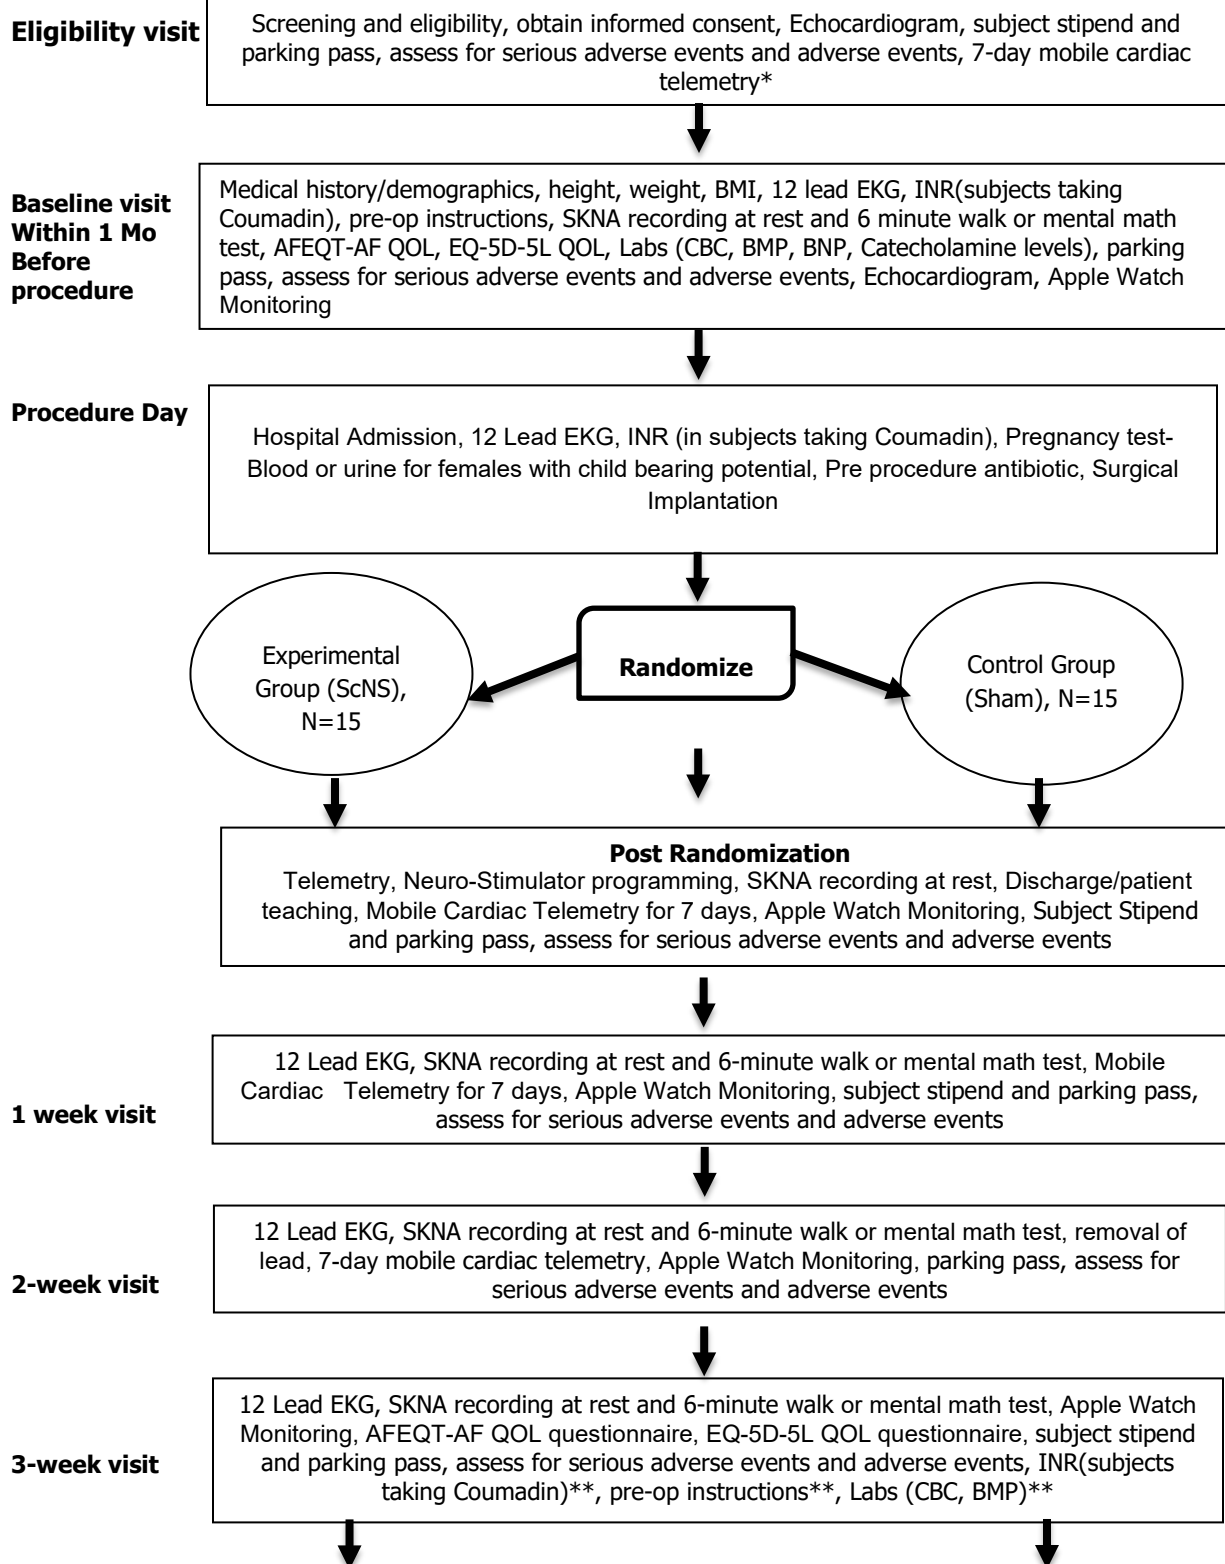 Eligibility visit
Screening and eligibility, obtain informed consent, Echocardiogram, subject stipend and
parking pass, assess for serious adverse events and adverse events, 7-day mobile cardiac
telemetry*
Baseline visit
Within 1 Mo
Before
procedure
Medical history/demographics, height, weight, BMI, 12 lead EKG, INR(subjects taking
Coumadin), pre-op instructions, SKNA recording at rest and 6 minute walk or mental math
test, AFEQT-AF QOL, EQ-5D-5L QOL, Labs (CBC, BMP, BNP, Catecholamine levels), parking
pass, assess for serious adverse events and adverse events, Echocardiogram, Apple Watch
Monitoring
Procedure Day
Hospital Admission, 12 Lead EKG, INR (in subjects taking Coumadin), Pregnancy test-
Blood or urine for females with child bearing potential, Pre procedure antibiotic, Surgical
Implantation
Experimental
Group (ScNS),
N=15
Randomize
Control Group
(Sham), N=15
Post Randomization
Telemetry, Neuro-Stimulator programming, SKNA recording at rest, Discharge/patient
teaching, Mobile Cardiac Telemetry for 7 days, Apple Watch Monitoring, Subject Stipend
and parking pass, assess for serious adverse events and adverse events
1 week visit
12 Lead EKG, SKNA recording at rest and 6-minute walk or mental math test, Mobile
Cardiac Telemetry for 7 days, Apple Watch Monitoring, subject stipend and parking pass,
assess for serious adverse events and adverse events
2-week visit
12 Lead EKG, SKNA recording at rest and 6-minute walk or mental math test, removal of
lead, 7-day mobile cardiac telemetry, Apple Watch Monitoring, parking pass, assess for
serious adverse events and adverse events
3-week visit
12 Lead EKG, SKNA recording at rest and 6-minute walk or mental math test, Apple Watch
Monitoring, AFEQT-AF QOL questionnaire, EQ-5D-5L QOL questionnaire, subject stipend
and parking pass, assess for serious adverse events and adverse events, INR(subjects
taking Coumadin)**, pre-op instructions**, Labs (CBC, BMP)**